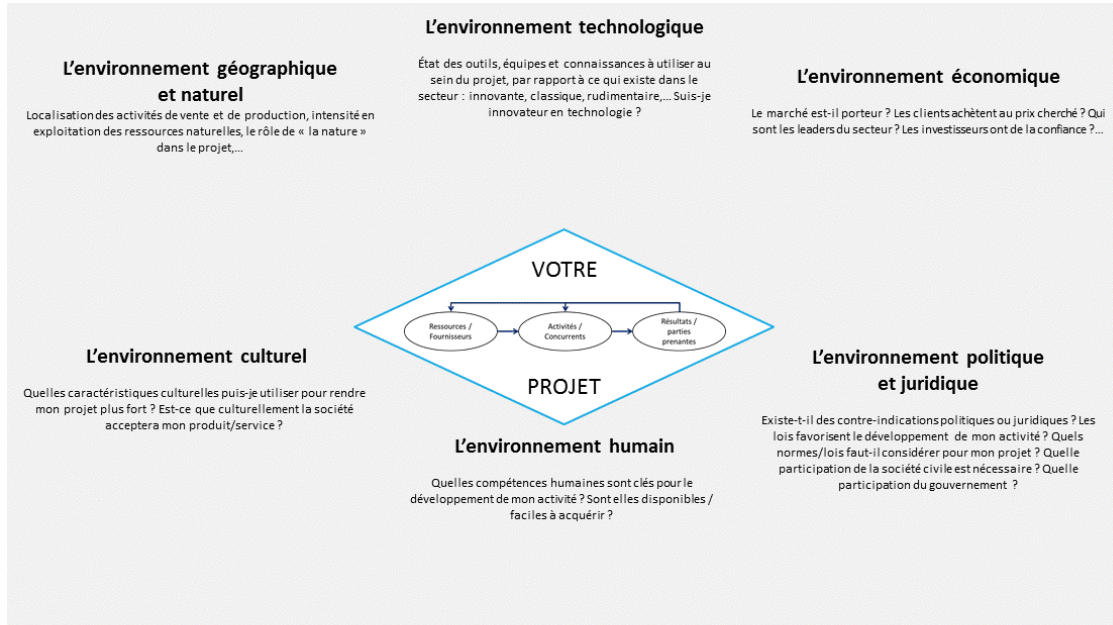 L'environnement technologique
État des outils, équipes et connaissances à utiliser au
sein du projet, par rapport à ce qui existe dans le
secteur : innovante, classique, rudimentaire,... Suis-je
innovateur en technologie ?
L'environnement géographique
et naturel
Localisation des activités de vente et de production, intensité en
exploitation des ressources naturelles, le rôle de « la nature »
dans le projet,...
L'environnement économique
Le marché est-il porteur ? Les clients achètent au prix cherché ? Qui
sont les leaders du secteur ? Les investisseurs ont de la confiance ?...
VOTRE
Ressources /
Fournisseurs
Activités /
Concurrents
Résultats /
parties
prenantes
PROJET
L'environnement culturel
Quelles caractéristiques culturelles puis-je utiliser pour rendre
mon projet plus fort ? Est-ce que culturellement la société
acceptera mon produit/service ?
L'environnement politique
et juridique
Existe-t-il des contre-indications politiques ou juridiques ? Les
lois favorisent le développement de mon activité ? Quels
normes/lois faut-il considérer pour mon projet ? Quelle
participation de la société civile est nécessaire ? Quelle
participation du gouvernement ?
L'environnement humain
Quelles compétences humaines sont clés pour le
développement de mon activité ? Sont elles disponibles /
faciles à acquérir ?